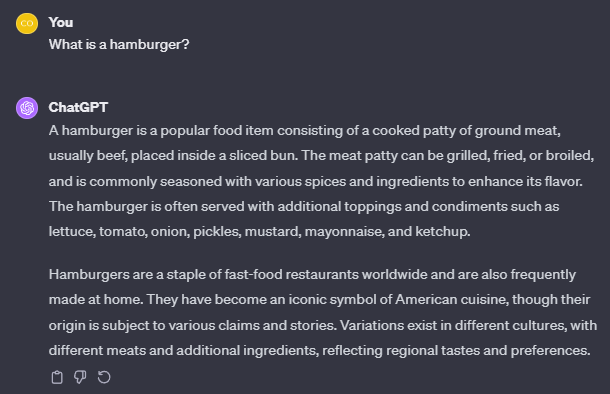 CO
You
What is a hamburger?
ChatGPT
A hamburger is a popular food item consisting of a cooked patty of ground meat,
usually beef, placed inside a sliced bun. The meat patty can be grilled, fried, or broiled,
and is commonly seasoned with various spices and ingredients to enhance its flavor.
The hamburger is often served with additional toppings and condiments such as
lettuce, tomato, onion, pickles, mustard, mayonnaise, and ketchup.
Hamburgers are a staple of fast-food restaurants worldwide and are also frequently
made at home. They have become an iconic symbol of American cuisine, though their
origin is subject to various claims and stories. Variations exist in different cultures, with
different meats and additional ingredients, reflecting regional tastes and preferences.